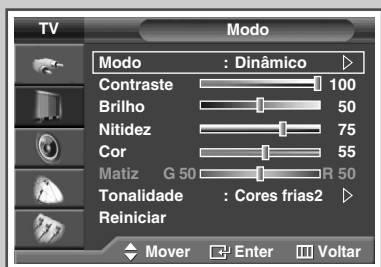 TV Modo
Modo : Dinâmico
Contraste 100
Brilho 50
Nitidez 75
Cor 55
Matiz G 50 R 50
Tonalidade : Cores frias2
Reiniciar
Mover Enter Voltar